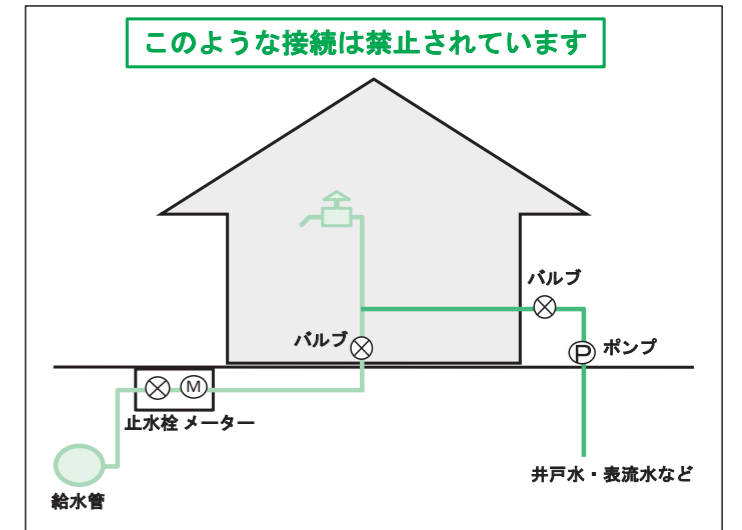 このような接続は禁止されています
バルブ
バルブ
P ポンプ
M
止水栓 メーター
井戸水・表流水など
給水管